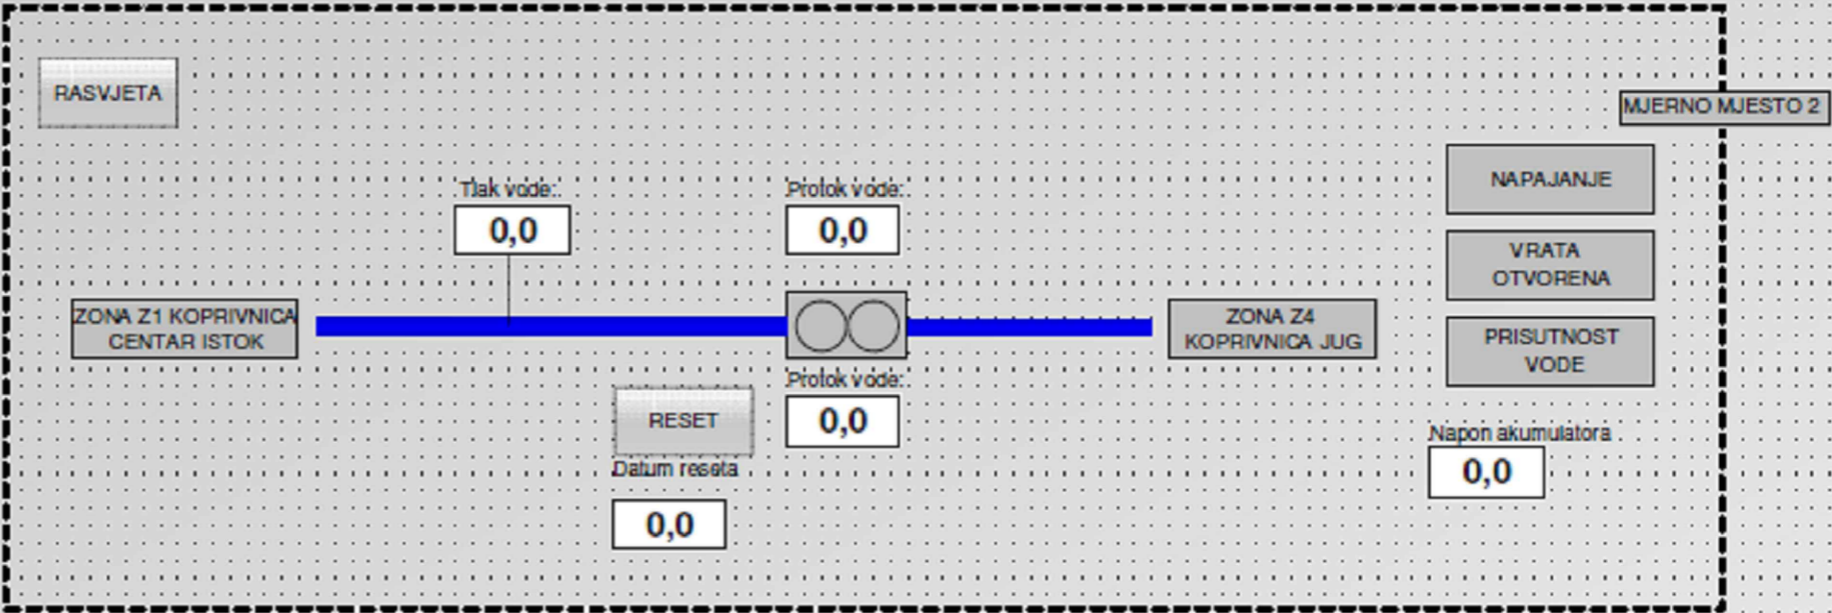 RASVJETA
MJERNO MJESTO 2
NAPAJANJE
Tlak vode:
Protok vode:
0,0
0,0
VRATA
OTVORENA
ZONA Z1 KOPRIVNICA
CENTAR ISTOK
ZONA Z4
KOPRIVNICA JUG
PRISUTNOST
VODE
Protok vode:
0,0
RESET
Datum reseta
0,0
Napon akumulatora
0,0